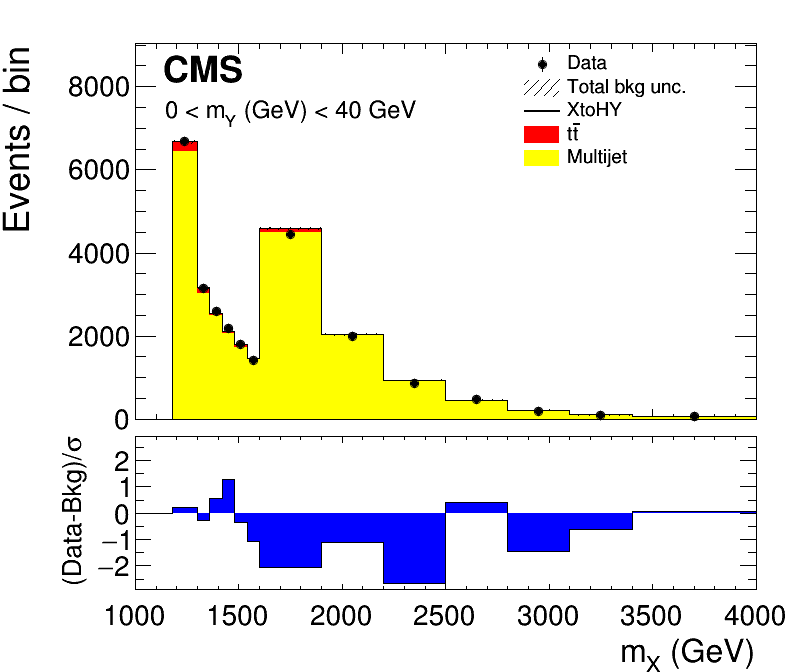 Events / bin
CMS
0 < m_Y (GeV) < 40 GeV
Data
Total bkg unc.
XtoHY
tt̅
Multijet
8000
6000
4000
2000
0
(Data-Bkg)/σ
2
1
0
−1
−2
1000 1500 2000 2500 3000 3500 4000
m_X (GeV)